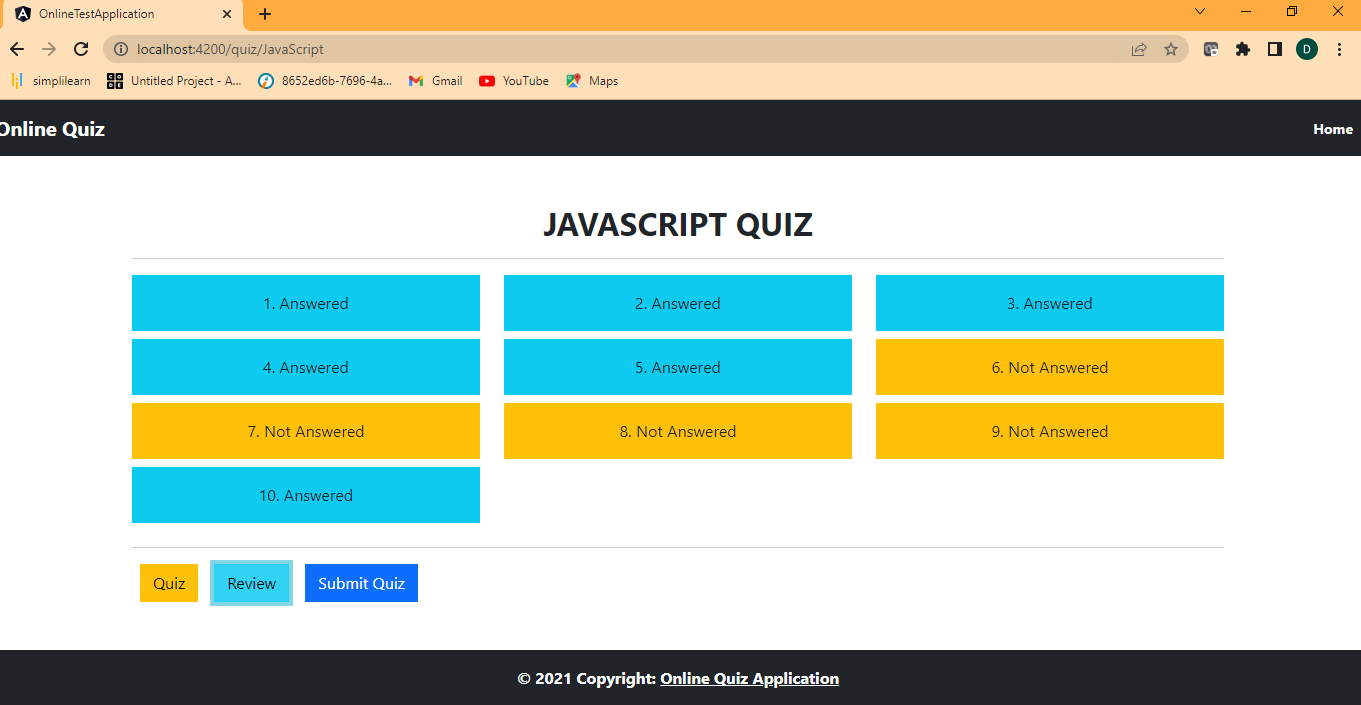 OnlineTestApplication
localhost:4200/quiz/JavaScript
D
simplilearn Untitled Project - A... 8652ed6b-7696-4a... Gmail YouTube Maps
Online Quiz Home
JAVASCRIPT QUIZ
1. Answered 2. Answered 3. Answered
4. Answered 5. Answered 6. Not Answered
7. Not Answered 8. Not Answered 9. Not Answered
10. Answered
Quiz Review Submit Quiz
© 2021 Copyright: Online Quiz Application